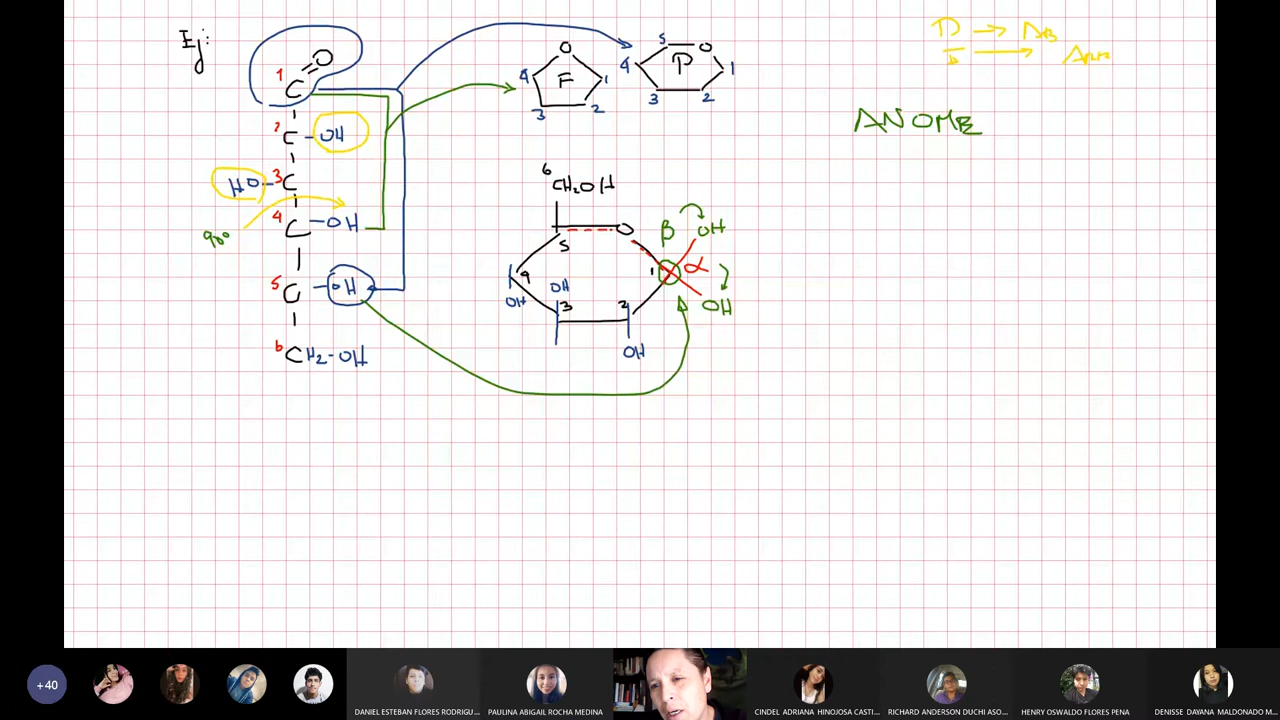 Ej:
1 C=O
2 C-OH
HO-3 C
4 C-OH
90°
5 C-OH
6 CH2-OH
O
4 F 1
3 2
5 O
4 P 1
3 2
D →
ANOME
6 CH2OH
5 O
β OH
1 α
4 OH
OH 3 2
OH
OH
+40
DANIEL ESTEBAN FLORES RODRIGU...
PAULINA ABIGAIL ROCHA MEDINA
CINDEL ADRIANA HINOJOSA CASTI...
RICHARD ANDERSON DUCHI ASO...
HENRY OSWALDO FLORES PENA
DENISSE DAYANA MALDONADO M...